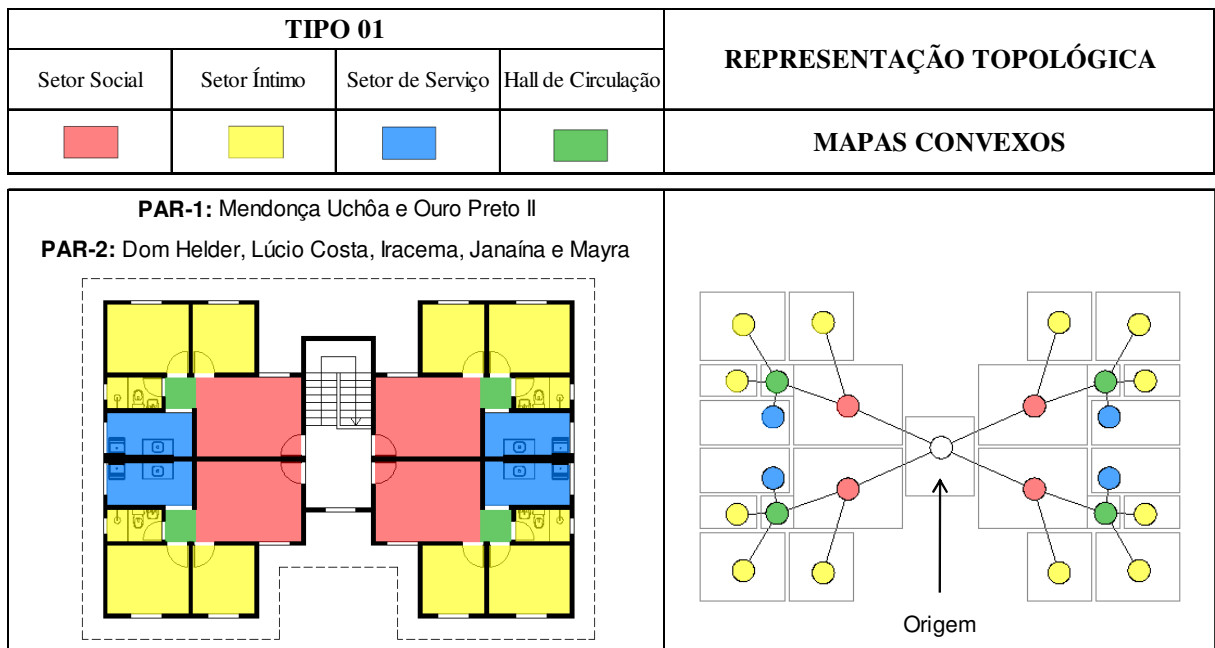 TIPO 01
REPRESENTAÇÃO TOPOLÓGICA
Setor Social
Setor Íntimo
Setor de Serviço
Hall de Circulação
MAPAS CONVEXOS
PAR-1: Mendonça Uchôa e Ouro Preto II
PAR-2: Dom Helder, Lúcio Costa, Iracema, Janaína e Mayra
Origem